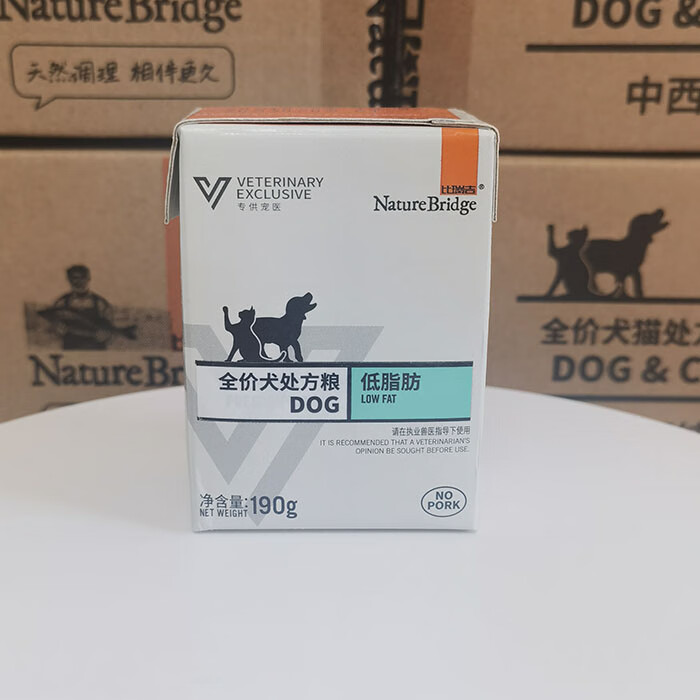 NatureBridge
天然调理 相伴更久
DOG &
中西
VETERINARY
EXCLUSIVE
专供宠医
比瑞吉®
NatureBridge
全价犬处方粮
DOG
低脂肪
LOW FAT
请在执业兽医指导下使用
IT IS RECOMMENDED THAT A VETERINARIAN'S
OPINION BE SOUGHT BEFORE USE.
净含量:
NET WEIGHT
190g
NO
PORK
全价犬猫处方
DOG & C
NatureBridge